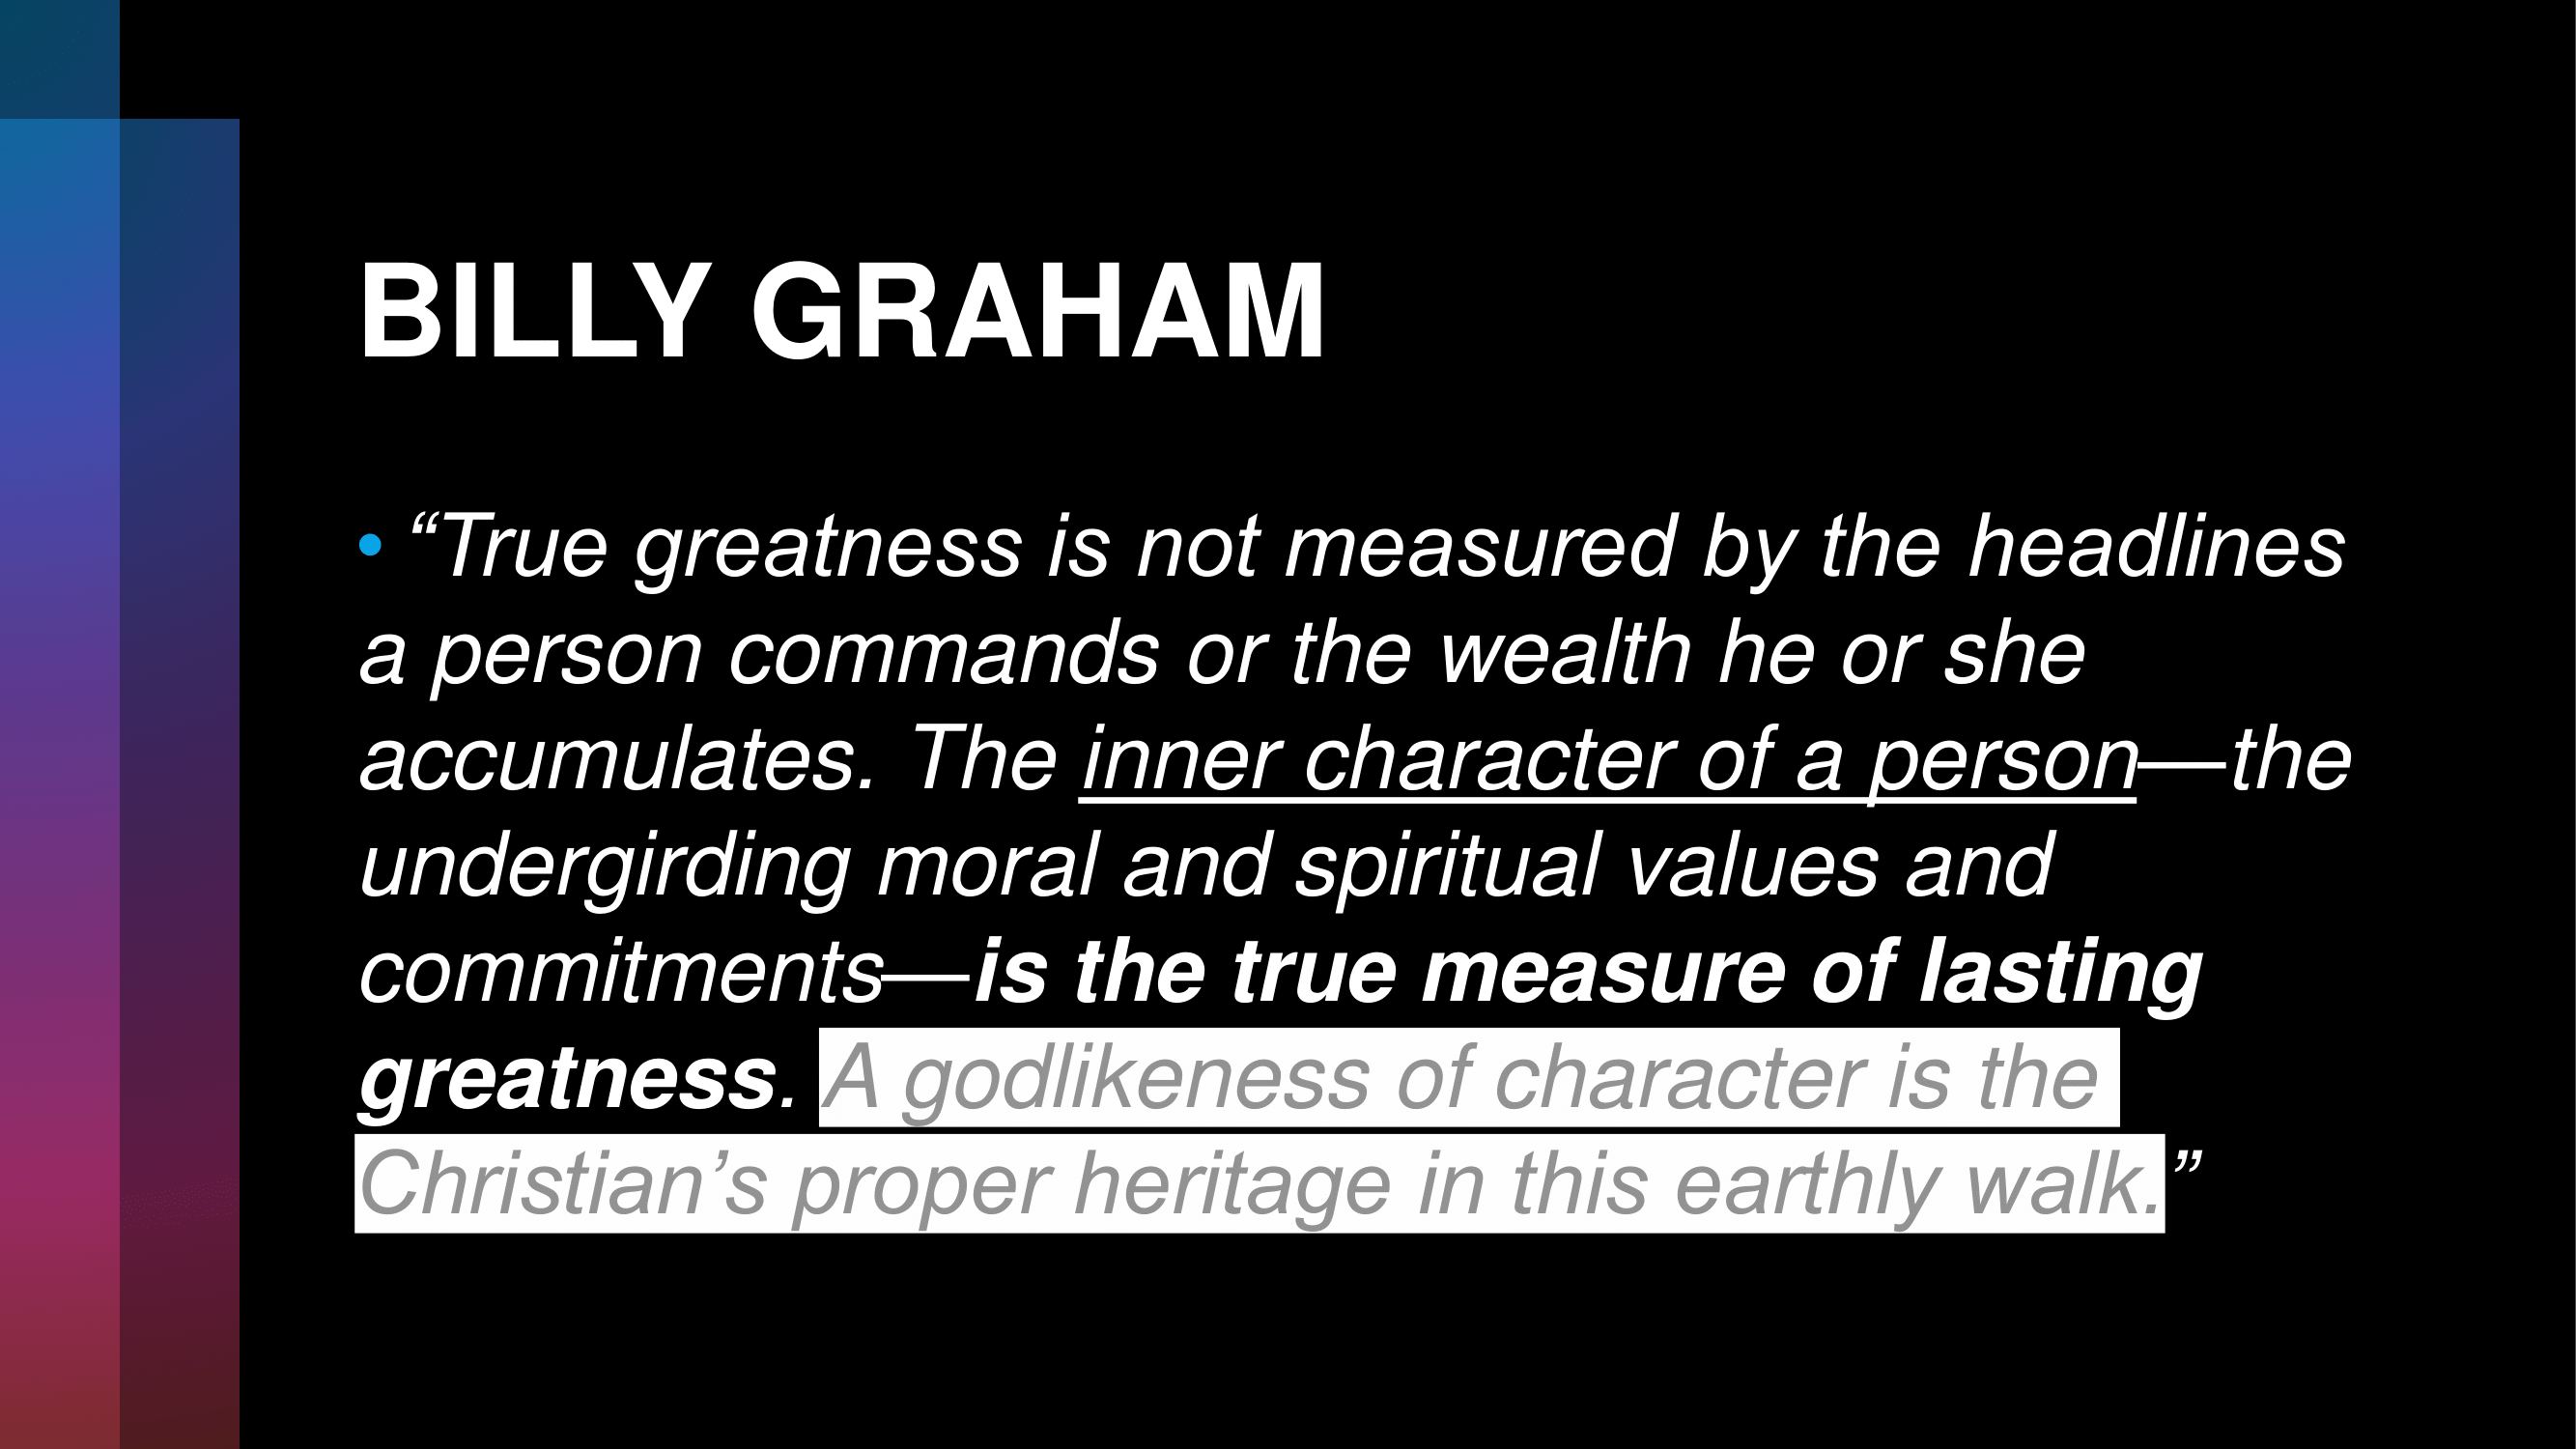 BILLY GRAHAM
• “True greatness is not measured by the headlines
a person commands or the wealth he or she
accumulates. The inner character of a person—the
undergirding moral and spiritual values and
commitments—is the true measure of lasting
greatness. A godlikeness of character is the
Christian’s proper heritage in this earthly walk.”